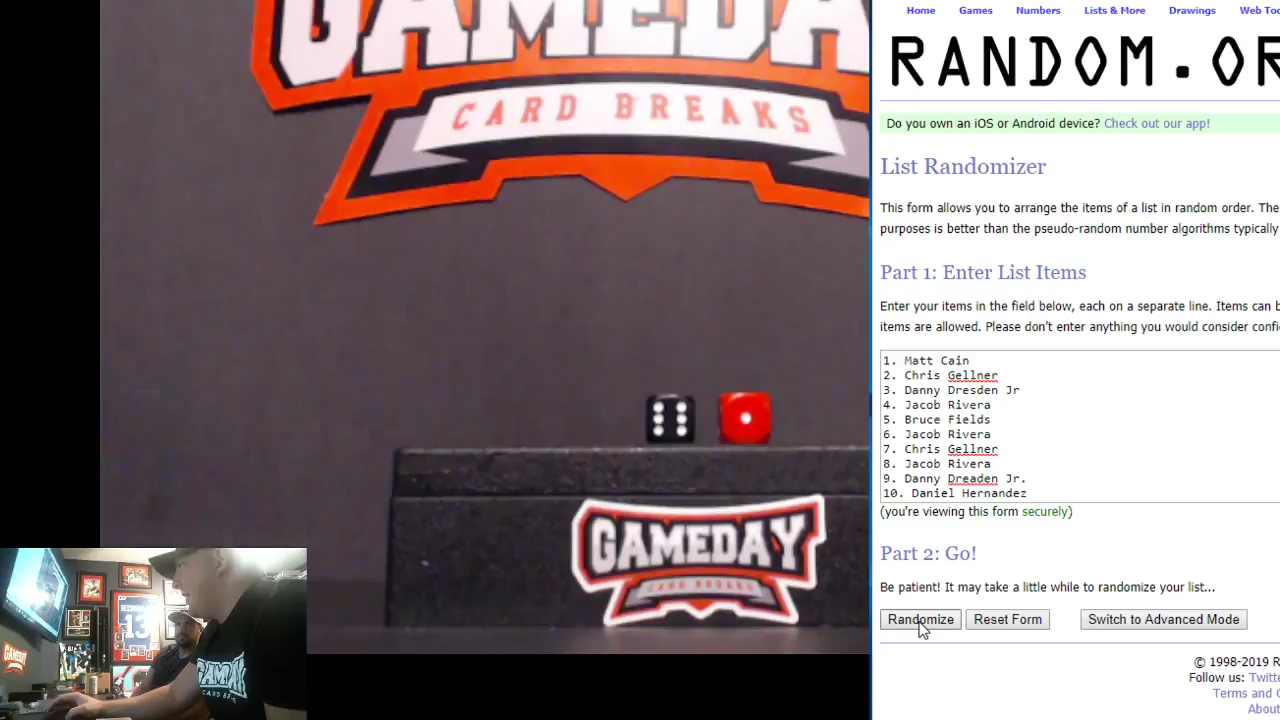 Home Games Numbers Lists & More Drawings Web Too
GAMEDA
CARD BREAKS
RANDOM.OR
Do you own an iOS or Android device? Check out our app!
List Randomizer
This form allows you to arrange the items of a list in random order. The
purposes is better than the pseudo-random number algorithms typically
Part 1: Enter List Items
Enter your items in the field below, each on a separate line. Items can b
items are allowed. Please don't enter anything you would consider confi
1. Matt Cain
2. Chris Gellner
3. Danny Dresden Jr
4. Jacob Rivera
5. Bruce Fields
6. Jacob Rivera
7. Chris Gellner
8. Jacob Rivera
9. Danny Dreaden Jr.
10. Daniel Hernandez
(you're viewing this form securely)
GAMEDAY
CARD BREAKS
Part 2: Go!
Be patient! It may take a little while to randomize your list...
Randomize Reset Form Switch to Advanced Mode
© 1998-2019 R
Follow us: Twitte
Terms and C
About
13